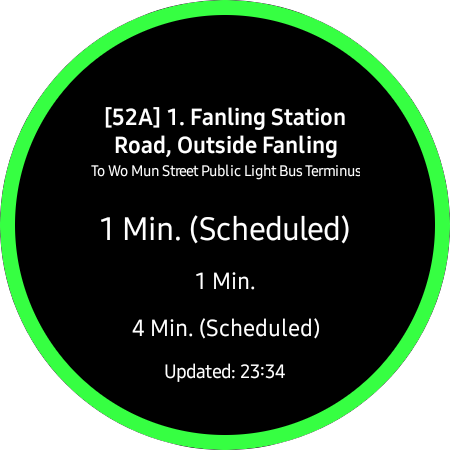 [52A] 1. Fanling Station
Road, Outside Fanling
To Wo Mun Street Public Light Bus Terminus
1 Min. (Scheduled)
1 Min.
4 Min. (Scheduled)
Updated: 23:34